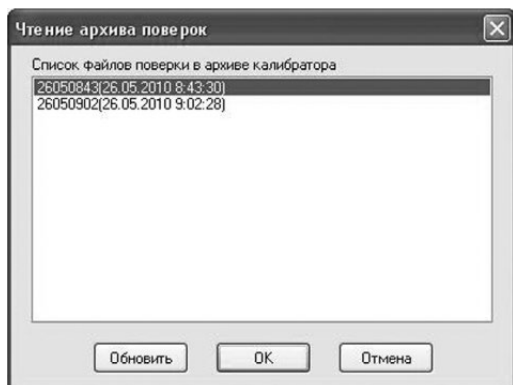 Чтение архива поверок
Список файлов поверки в архиве калибратора
26050843(26.05.2010 8:43:30)
26050902(26.05.2010 9:02:28)
Обновить OK Отмена